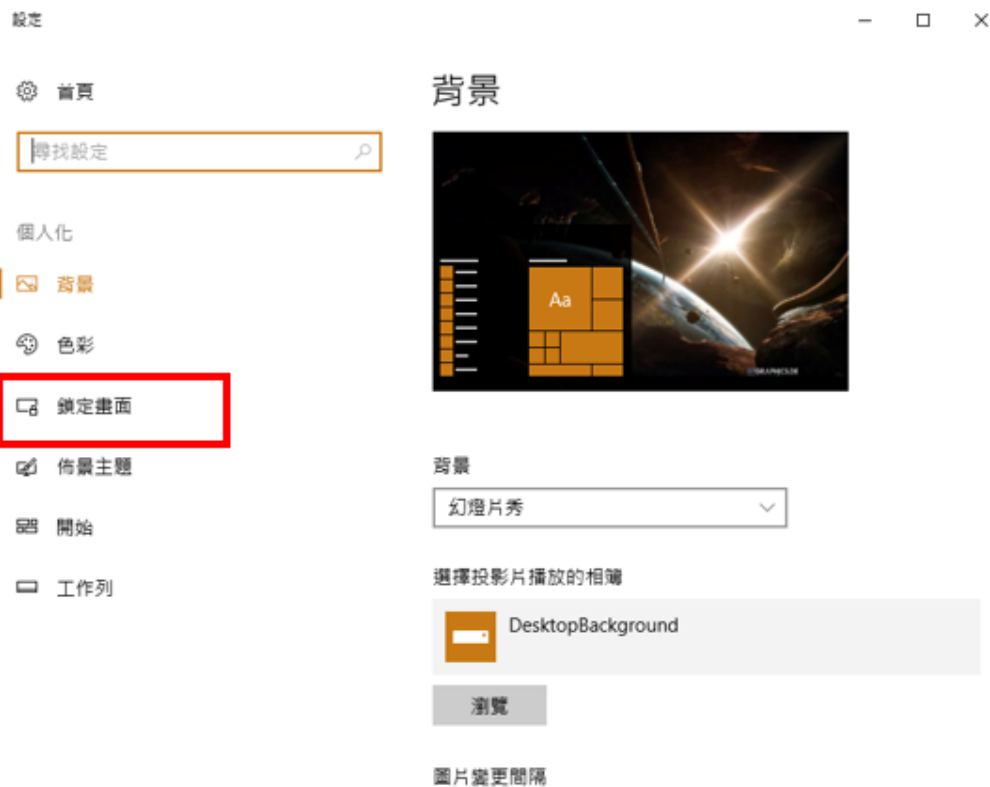 設定
首頁
尋找設定
個人化
背景
色彩
鎖定畫面
佈景主題
開始
工作列
背景
Aa
背景
幻燈片秀
選擇投影片播放的相簿
DesktopBackground
瀏覽
圖片變更間隔